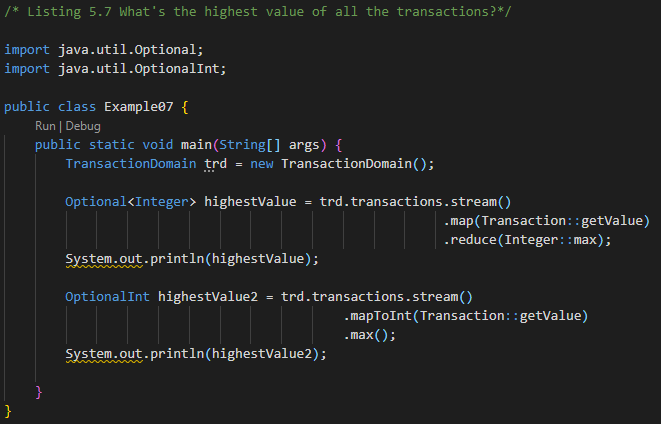 /* Listing 5.7 What's the highest value of all the transactions?*/
import java.util.Optional;
import java.util.OptionalInt;
public class Example07 {
Run | Debug
public static void main(String[] args) {
TransactionDomain trd = new TransactionDomain();
Optional<Integer> highestValue = trd.transactions.stream()
.map(Transaction::getValue)
.reduce(Integer::max);
System.out.println(highestValue);
OptionalInt highestValue2 = trd.transactions.stream()
.mapToInt(Transaction::getValue)
.max();
System.out.println(highestValue2);
}
}